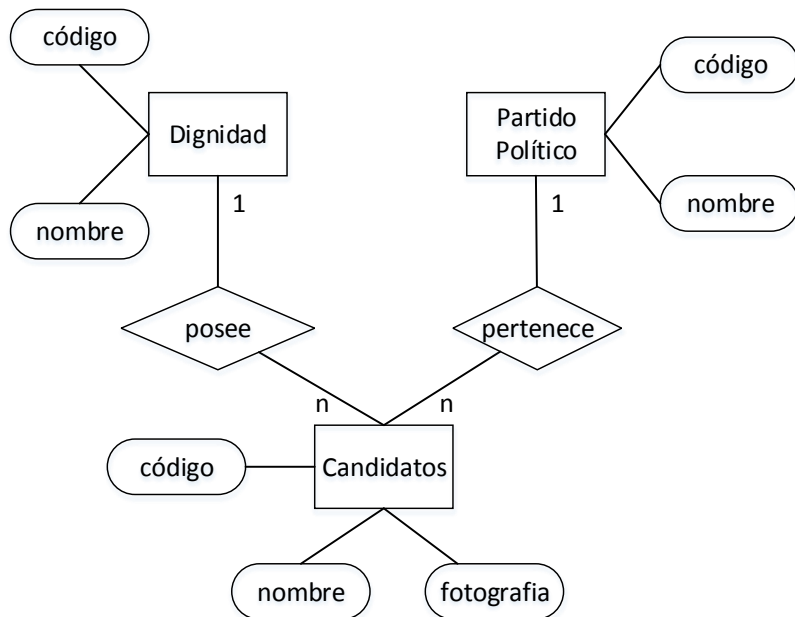 código
código
Dignidad
Partido
Político
nombre
nombre
1
1
posee
pertenece
n
n
código
Candidatos
nombre
fotografia